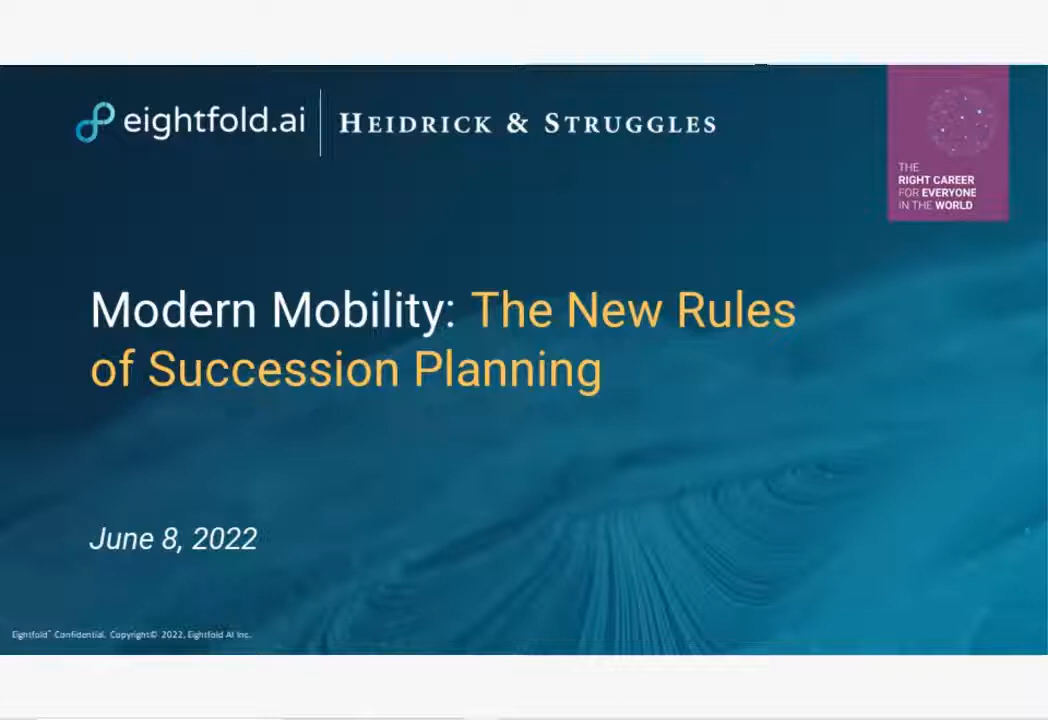 eightfold.ai
HEIDRICK & STRUGGLES
THE
RIGHT CAREER
FOR EVERYONE
IN THE WORLD
Modern Mobility: The New Rules
of Succession Planning
June 8, 2022
Eightfold™ Confidential. Copyright© 2022, Eightfold AI Inc.